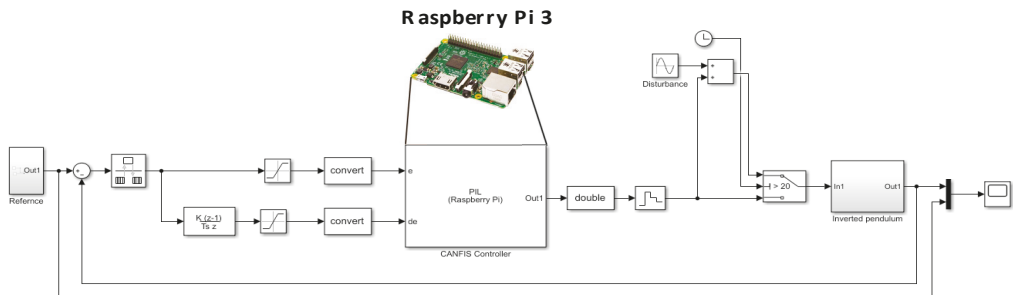 Raspberry Pi 3
Disturbance
+
+
Out1
Refernce
+
-
convert
e
PIL
(Raspberry Pi)
Out1
double
> 20
In1
Out1
Inverted pendulum
K (z-1)
Ts z
convert
de
CANFIS Controller